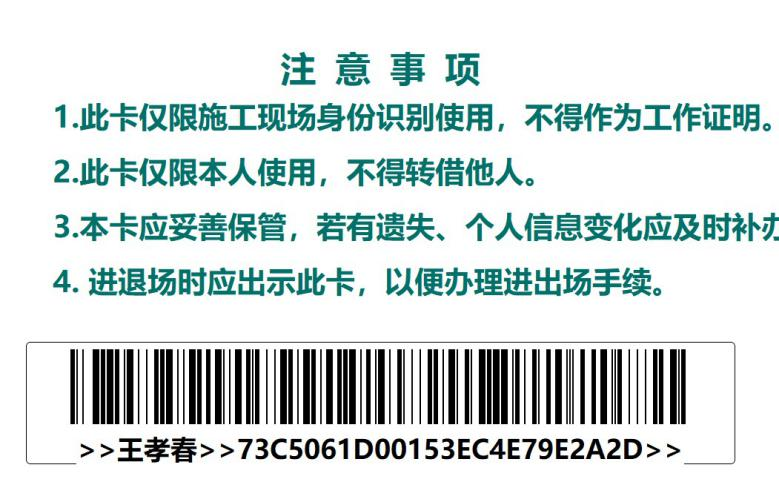 注意事项
1.此卡仅限施工现场身份识别使用，不得作为工作证明。
2.此卡仅限本人使用，不得转借他人。
3.本卡应妥善保管，若有遗失、个人信息变化应及时补办
4. 进退场时应出示此卡，以便办理进出场手续。
>>王孝春>>73C5061D00153EC4E79E2A2D>>